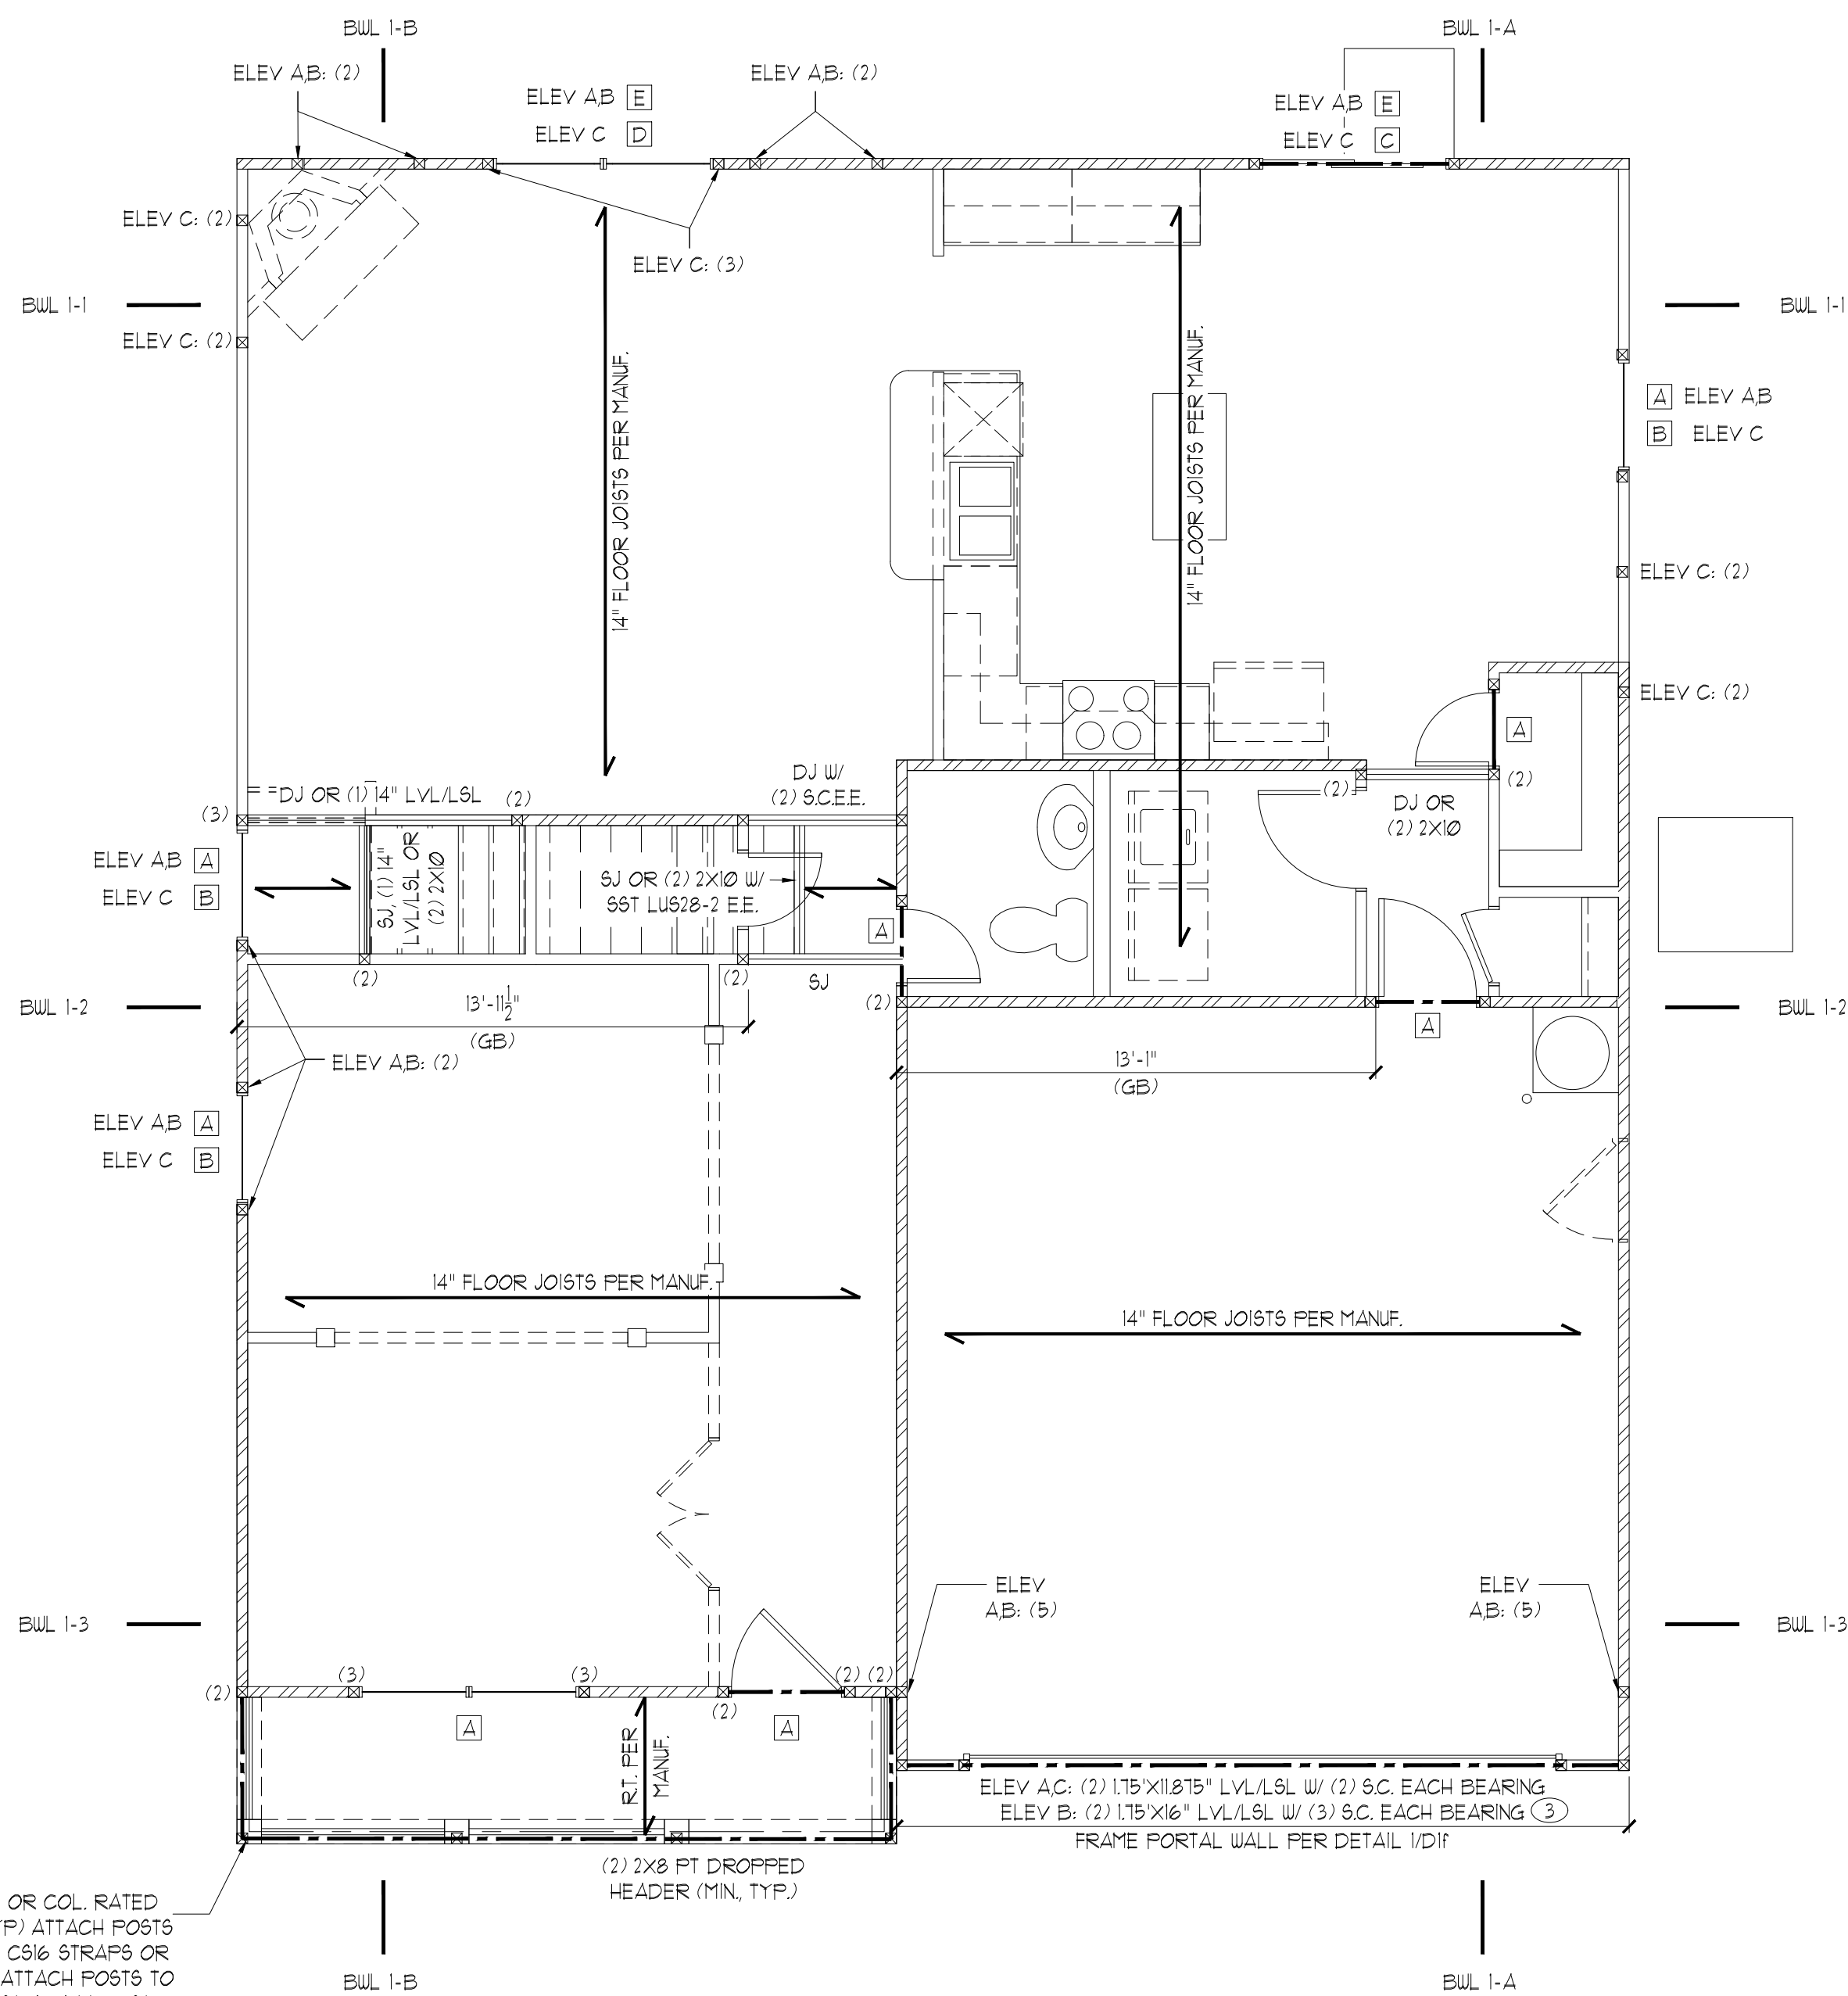 BWL 1-B
BWL 1-A
ELEV A,B: (2)
ELEV A,B E
ELEV C D
ELEV A,B: (2)
ELEV A,B E
ELEV C C
ELEV C: (2)
ELEV C: (3)
BWL 1-1
BWL 1-1
ELEV C: (2)
14" FLOOR JOISTS PER MANUF.
14" FLOOR JOISTS PER MANUF.
A ELEV A,B
B ELEV C
ELEV C: (2)
ELEV C: (2)
A
DJ OR (1) 14" LVL/LSL
(3)
(2)
DJ W/
(2) S.C.E.E.
(2)
(2)
DJ OR
(2) 2X10
ELEV A,B A
ELEV C B
SJ, (1) 14"
LVL/LSL OR
(2) 2X10
SJ OR (2) 2X10 W/
SST LUS28-2 E.E.
A
(2)
(2)
SJ
(2)
BWL 1-2
BWL 1-2
13'-11 1/2"
(GB)
A
ELEV A,B: (2)
13'-1"
(GB)
ELEV A,B A
ELEV C B
14" FLOOR JOISTS PER MANUF.
14" FLOOR JOISTS PER MANUF.
ELEV
A,B: (5)
ELEV
A,B: (5)
BWL 1-3
BWL 1-3
(2)
(3)
(3)
(2)
(2)
(2)
A
A
R.T. PER
MANUF.
ELEV A,C: (2) 1.75'X11.875" LVL/LSL W/ (2) S.C. EACH BEARING
ELEV B: (2) 1.75'X16" LVL/LSL W/ (3) S.C. EACH BEARING 3
FRAME PORTAL WALL PER DETAIL 1/D1f
(2) 2X8 PT DROPPED
HEADER (MIN., TYP.)
OR COL. RATED
P) ATTACH POSTS
CS16 STRAPS OR
ATTACH POSTS TO
BWL 1-B
BWL 1-A